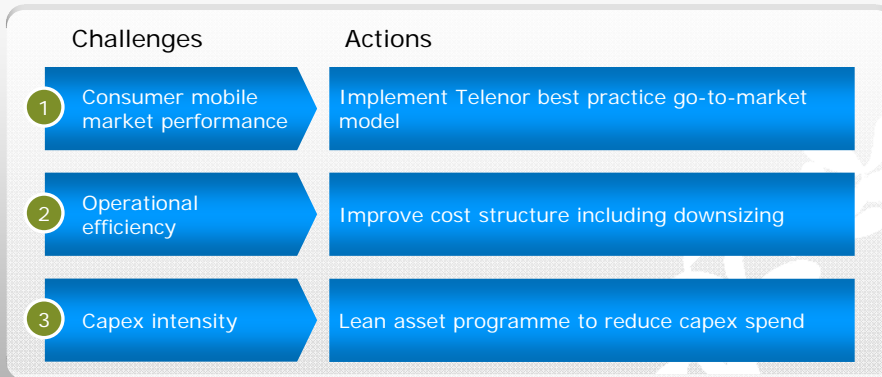 Challenges
Actions
1
Consumer mobile
market performance
Implement Telenor best practice go-to-market
model
2
Operational
efficiency
Improve cost structure including downsizing
3
Capex intensity
Lean asset programme to reduce capex spend